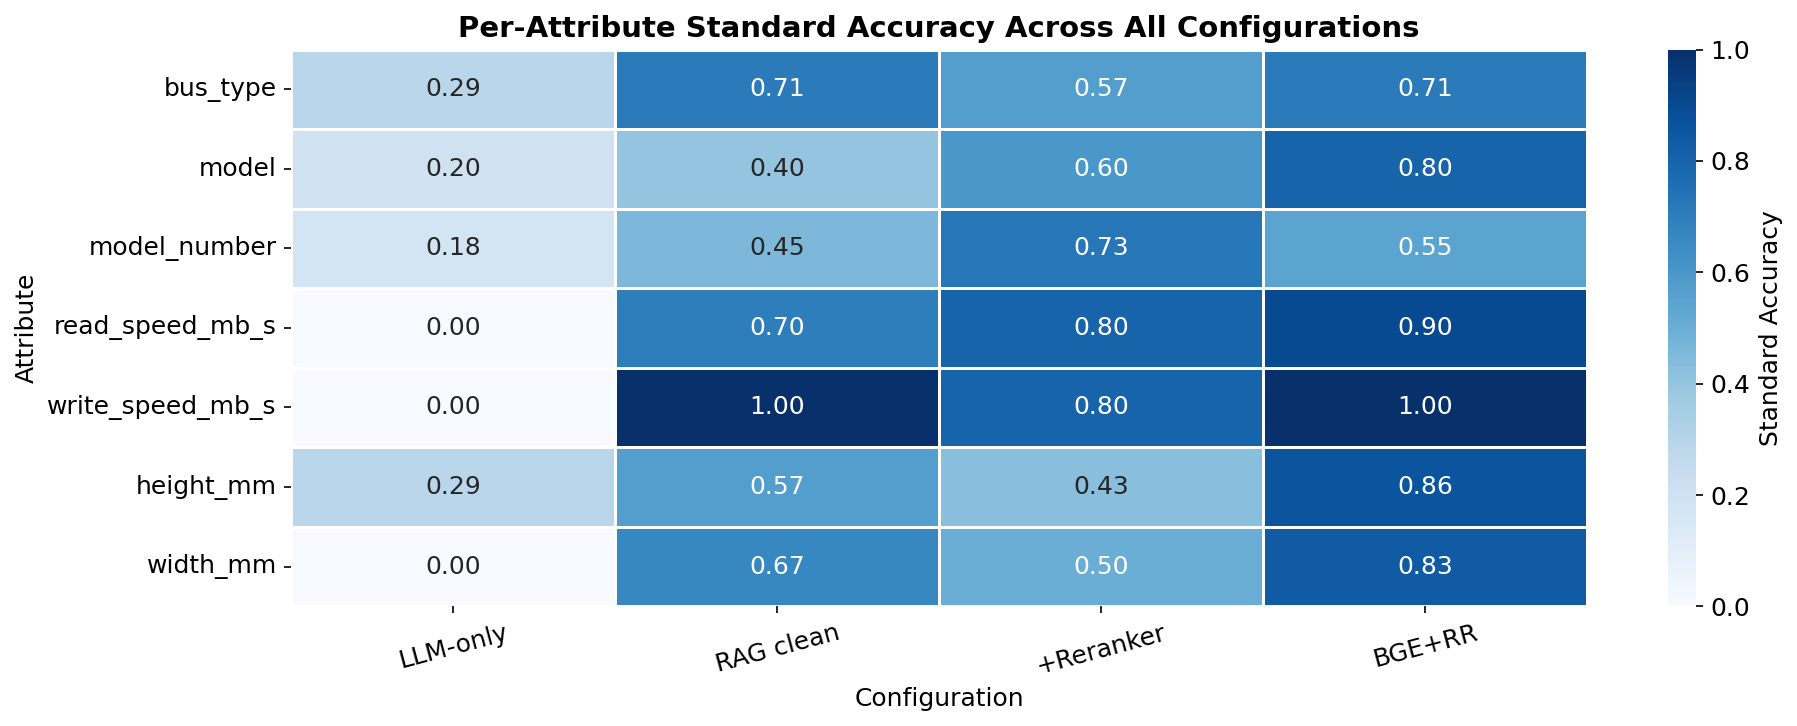 Per-Attribute Standard Accuracy Across All Configurations
bus_type 0.29 0.71 0.57 0.71
model 0.20 0.40 0.60 0.80
model_number 0.18 0.45 0.73 0.55
read_speed_mb_s 0.00 0.70 0.80 0.90
write_speed_mb_s 0.00 1.00 0.80 1.00
height_mm 0.29 0.57 0.43 0.86
width_mm 0.00 0.67 0.50 0.83
LLM-only RAG clean +Reranker BGE+RR
Configuration
Attribute
1.0
0.8
0.6
0.4
0.2
0.0
Standard Accuracy